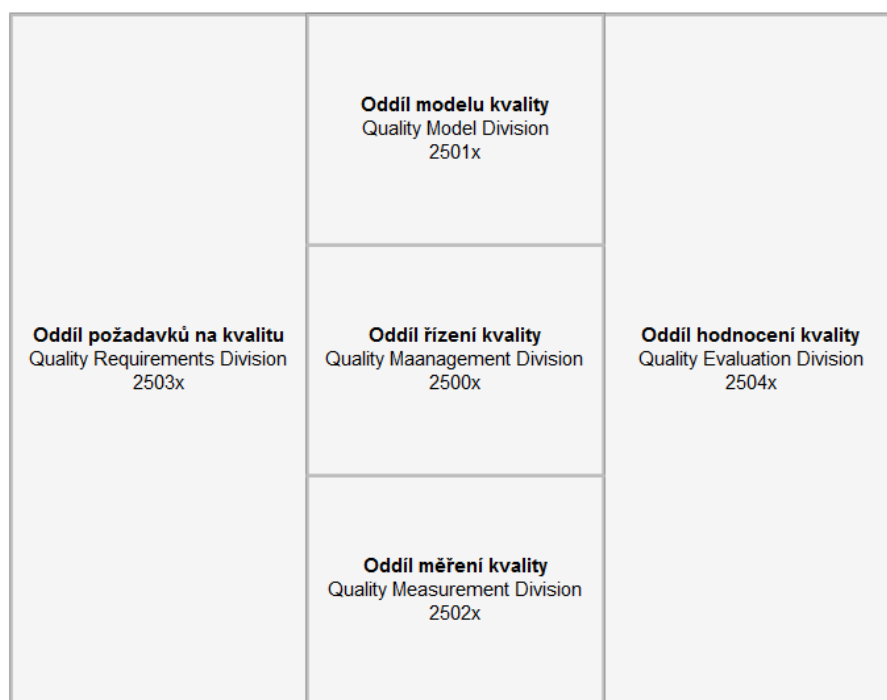 Oddíl modelu kvality
Quality Model Division
2501x
Oddíl požadavků na kvalitu
Quality Requirements Division
2503x
Oddíl řízení kvality
Quality Maanagement Division
2500x
Oddíl hodnocení kvality
Quality Evaluation Division
2504x
Oddíl měření kvality
Quality Measurement Division
2502x